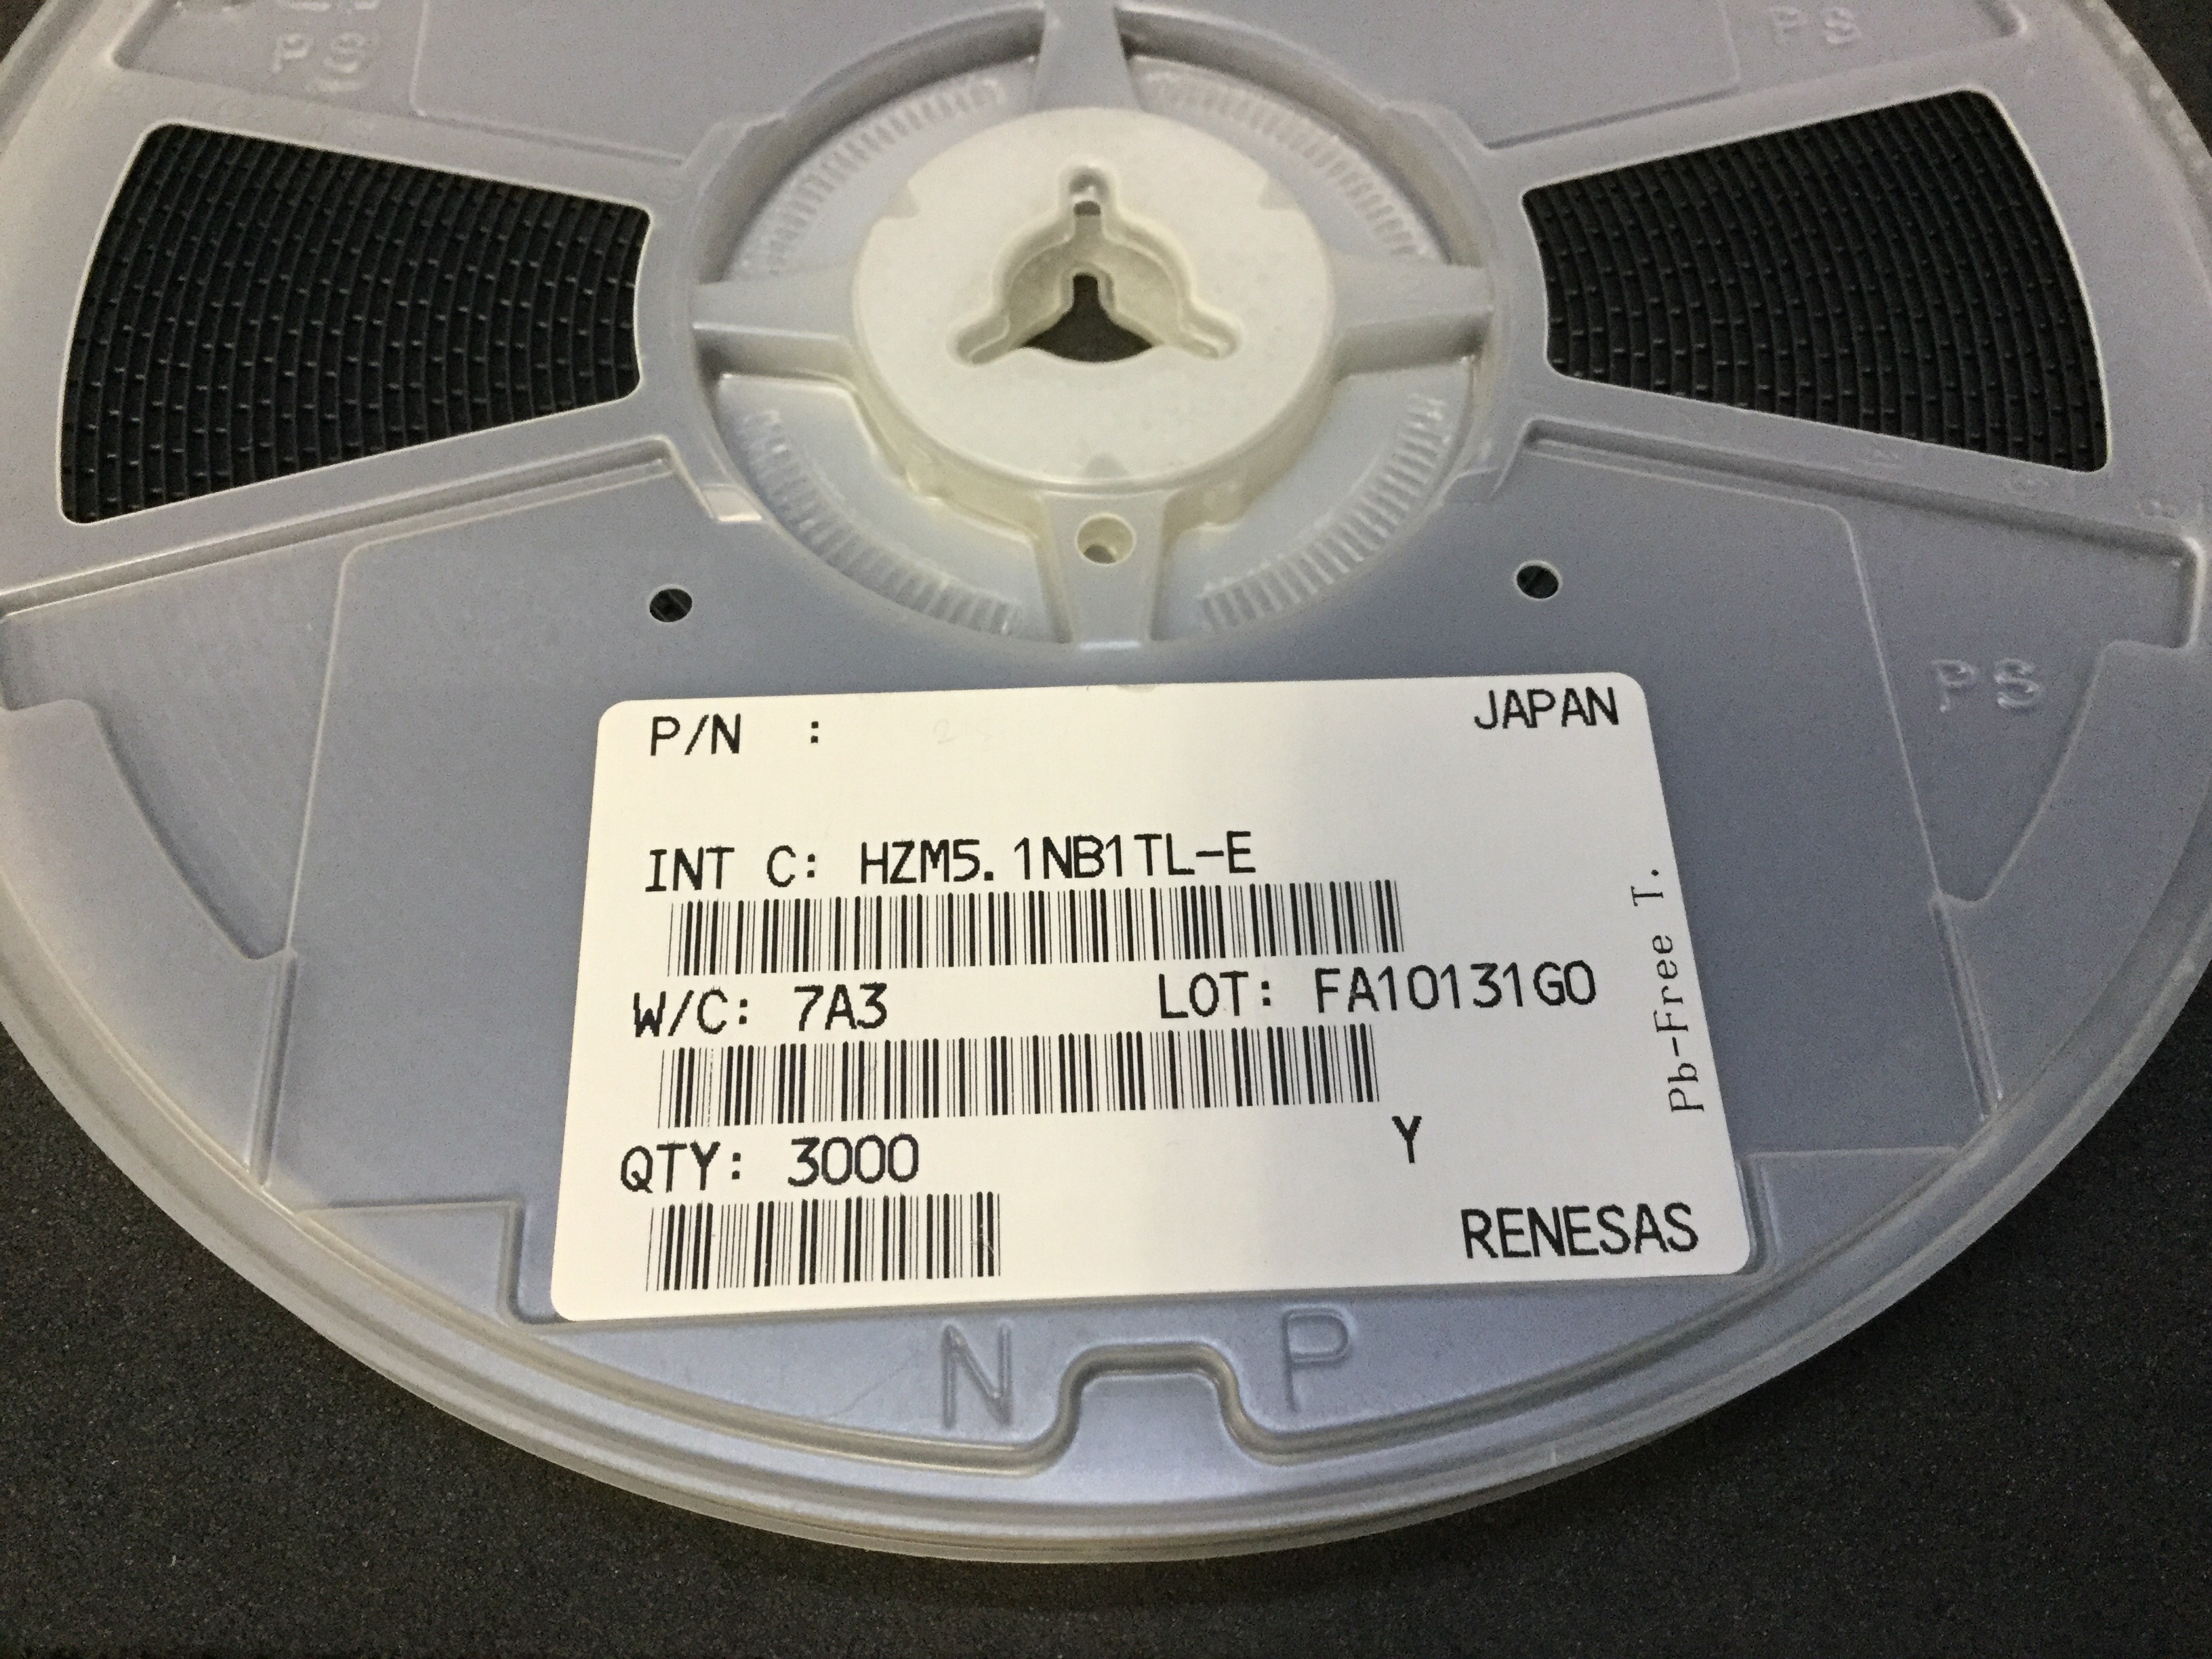 PS
PS
P/N : JAPAN
INT C: HZM5.1NB1TL-E
W/C: 7A3 LOT: FA10131G0
QTY: 3000 Y
RENESAS
Pb-Free T.
PS
N P